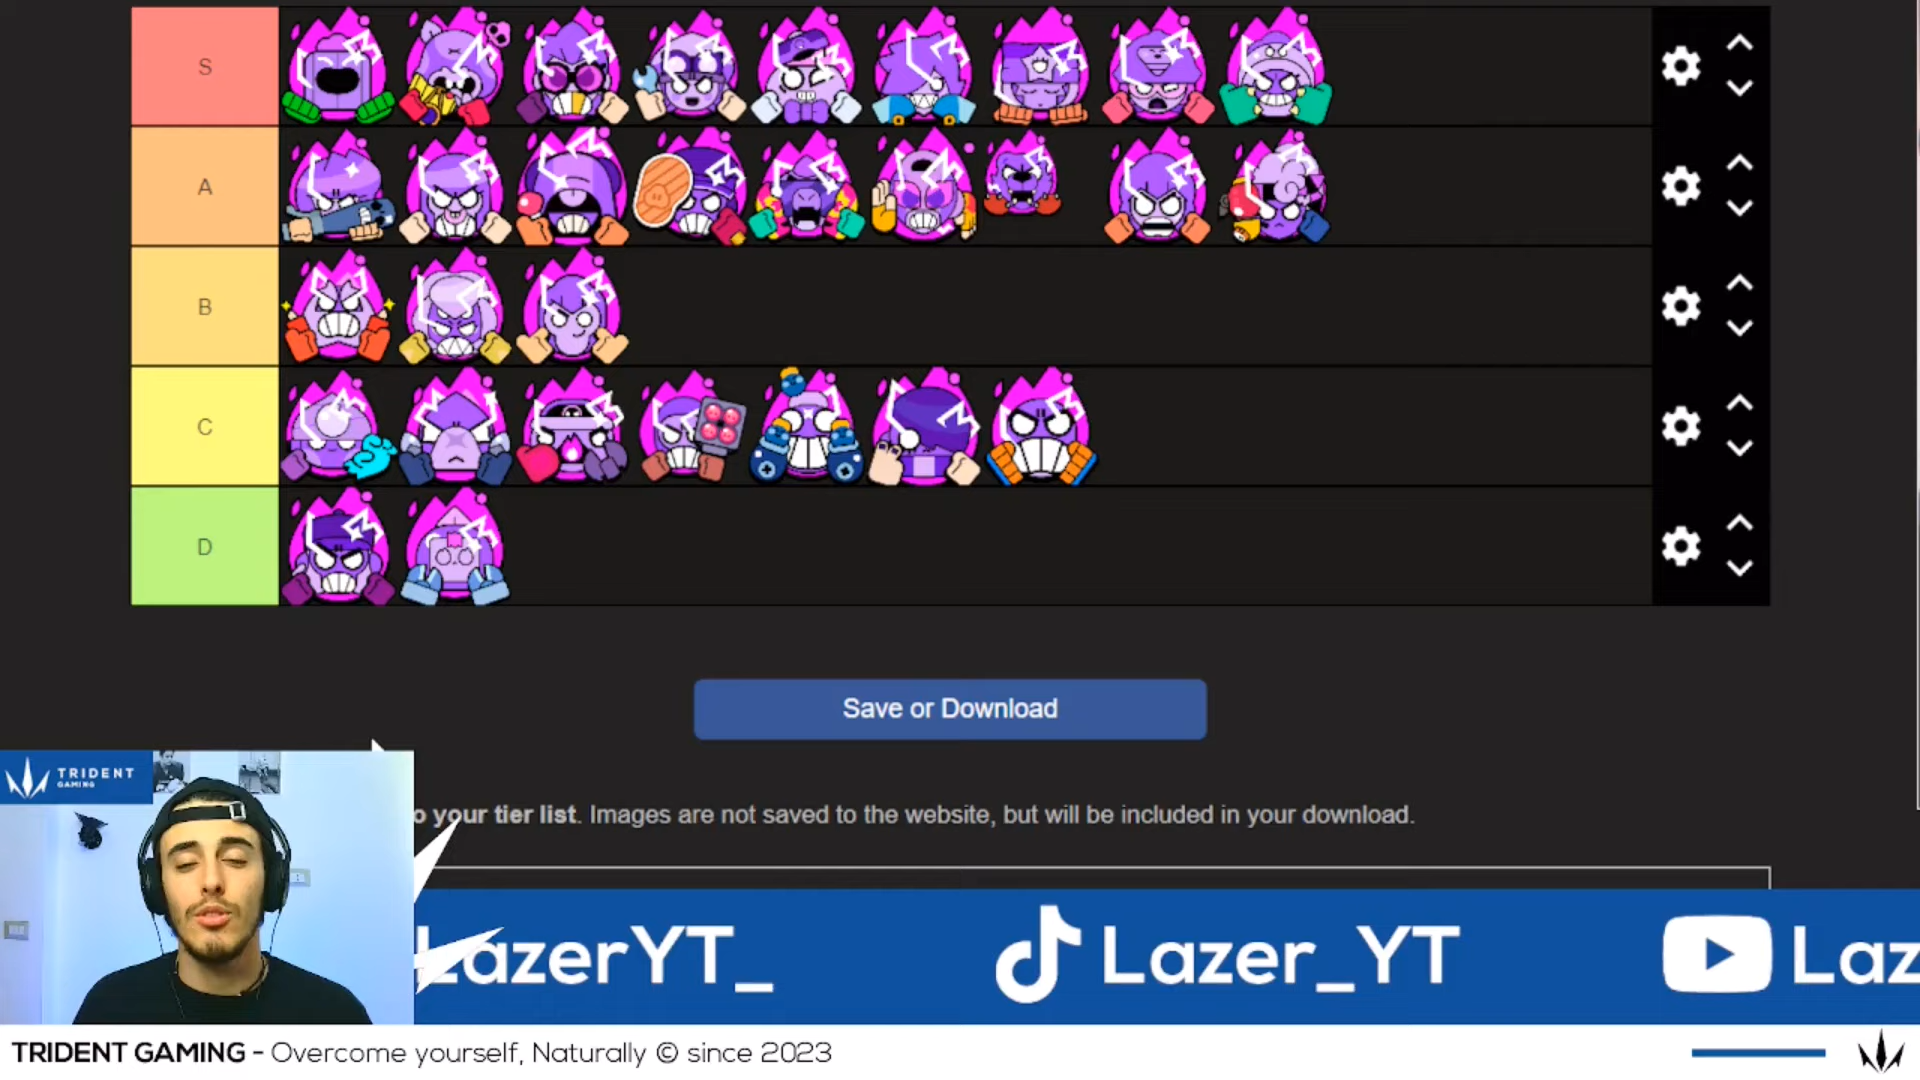 S
A
B
C
D
Save or Download
o your tier list. Images are not saved to the website, but will be included in your download.
TRIDENT
GAMING
LazerYT_
Lazer_YT
Laz
TRIDENT GAMING - Overcome yourself, Naturally © since 2023